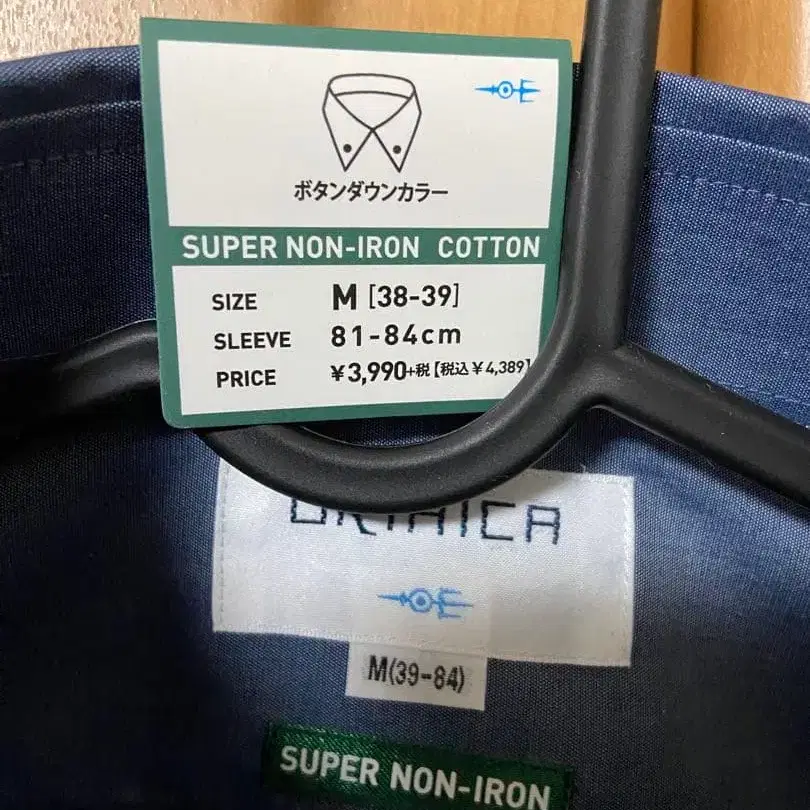 ボタンダウンカラー
SUPER NON-IRON COTTON
SIZE M [38-39]
SLEEVE 81-84cm
PRICE ¥3,990+税【税込¥4,389】
ORIHICA
M(39-84)
SUPER NON-IRON